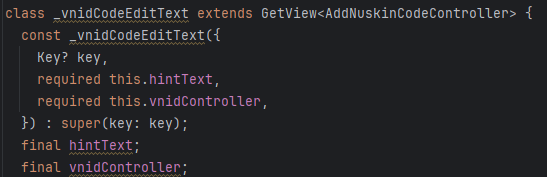 class _vnidCodeEditText extends GetView<AddNuskinCodeController> {
const _vnidCodeEditText({
Key? key,
required this.hintText,
required this.vnidController,
}) : super(key: key);
final hintText;
final vnidController;